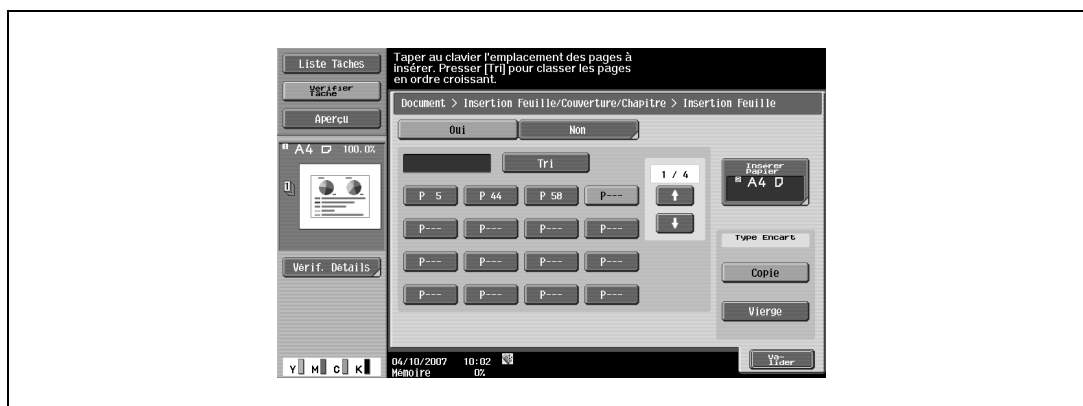 Liste Tâches
Vérifier Tâche
Aperçu
A4 100.0%
1
Vérif. Détails
Y M C K
Taper au clavier l'emplacement des pages à
insérer. Presser [Tri] pour classer les pages
en ordre croissant.
Document > Insertion Feuille/Couverture/Chapitre > Insertion Feuille
Oui Non
Tri
1 / 4
P 5 P 44 P 58 P---
P--- P--- P--- P---
P--- P--- P--- P---
P--- P--- P--- P---
Insérer
Papier
A4
Type Encart
Copie
Vierge
04/10/2007 10:02
Mémoire 0%
Va-
lider